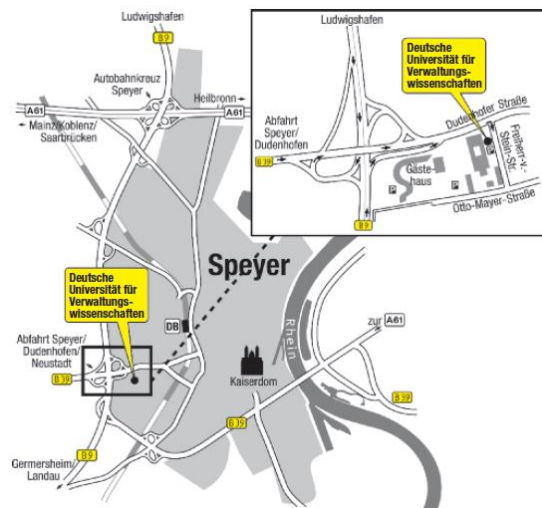 Ludwigshafen
B9
Autobahnkreuz
Speyer
Heilbronn
A61
A61
Mainz/Koblenz/
Saarbrücken
Speyer
Deutsche
Universität für
Verwaltungs-
wissenschaften
DB
Rhein
zur A61
Abfahrt Speyer/
Dudenhofen/
Neustadt
B39
Kaiserdom
B39
B39
B9
Germersheim/
Landau
Ludwigshafen
B9
Deutsche
Universität für
Verwaltungs-
wissenschaften
Dudenhofer Straße
Abfahrt
Speyer/
Dudenhofen
B39
Freiherr-v.-
Stein-Str.
Gäste-
haus
P
P
P
Otto-Mayer-Straße
B9